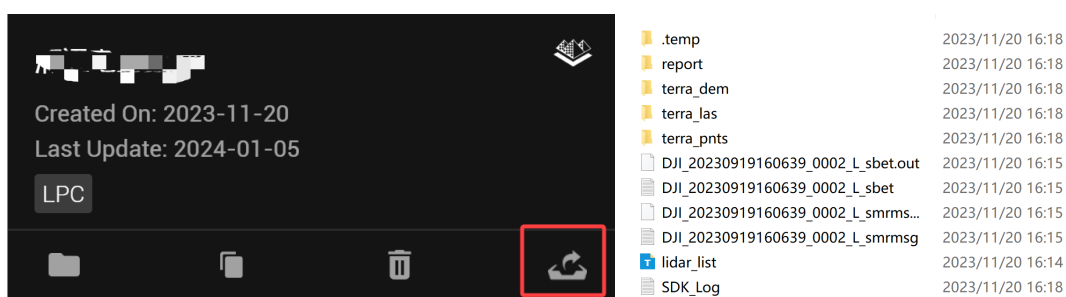 Created On: 2023-11-20
Last Update: 2024-01-05
LPC
.temp 2023/11/20 16:18
report 2023/11/20 16:18
terra_dem 2023/11/20 16:18
terra_las 2023/11/20 16:18
terra_pnts 2023/11/20 16:18
DJI_20230919160639_0002_L_sbet.out 2023/11/20 16:15
DJI_20230919160639_0002_L_sbet 2023/11/20 16:15
DJI_20230919160639_0002_L_smrms... 2023/11/20 16:15
DJI_20230919160639_0002_L_smrmsg 2023/11/20 16:15
lidar_list 2023/11/20 16:14
SDK_Log 2023/11/20 16:18